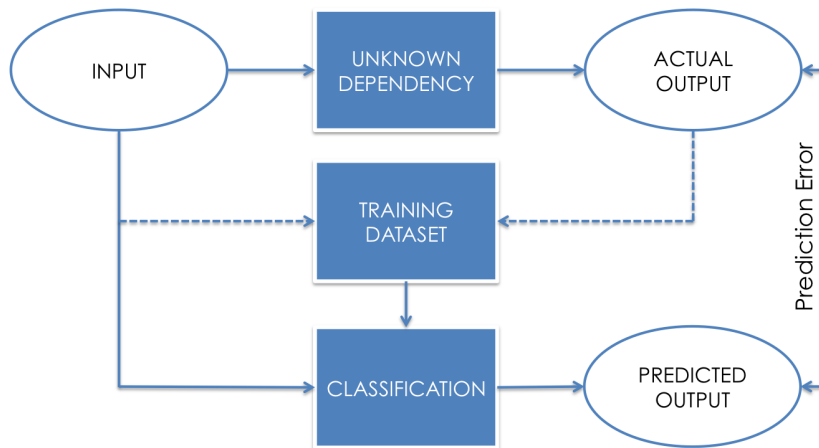 INPUT
UNKNOWN
DEPENDENCY
ACTUAL
OUTPUT
TRAINING
DATASET
Prediction Error
CLASSIFICATION
PREDICTED
OUTPUT